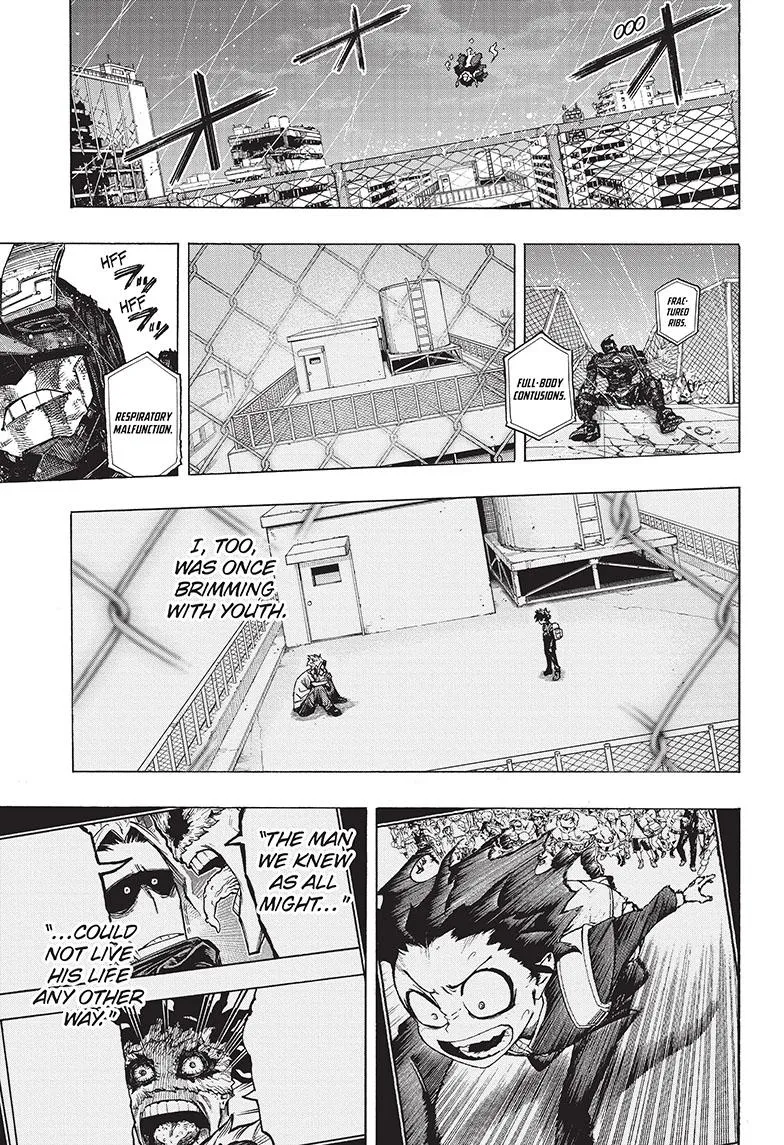 OOO
FRAC-
TURED
RIBS.
FULL-BODY
CONTUSIONS.
HFF
HFF
RESPIRATORY
MALFUNCTION.
I, TOO,
WAS ONCE
BRIMMING
WITH YOUTH.
"THE MAN
WE KNEW
AS ALL
MIGHT..."
"...COULD
NOT LIVE
HIS LIFE
ANY OTHER
WAY."